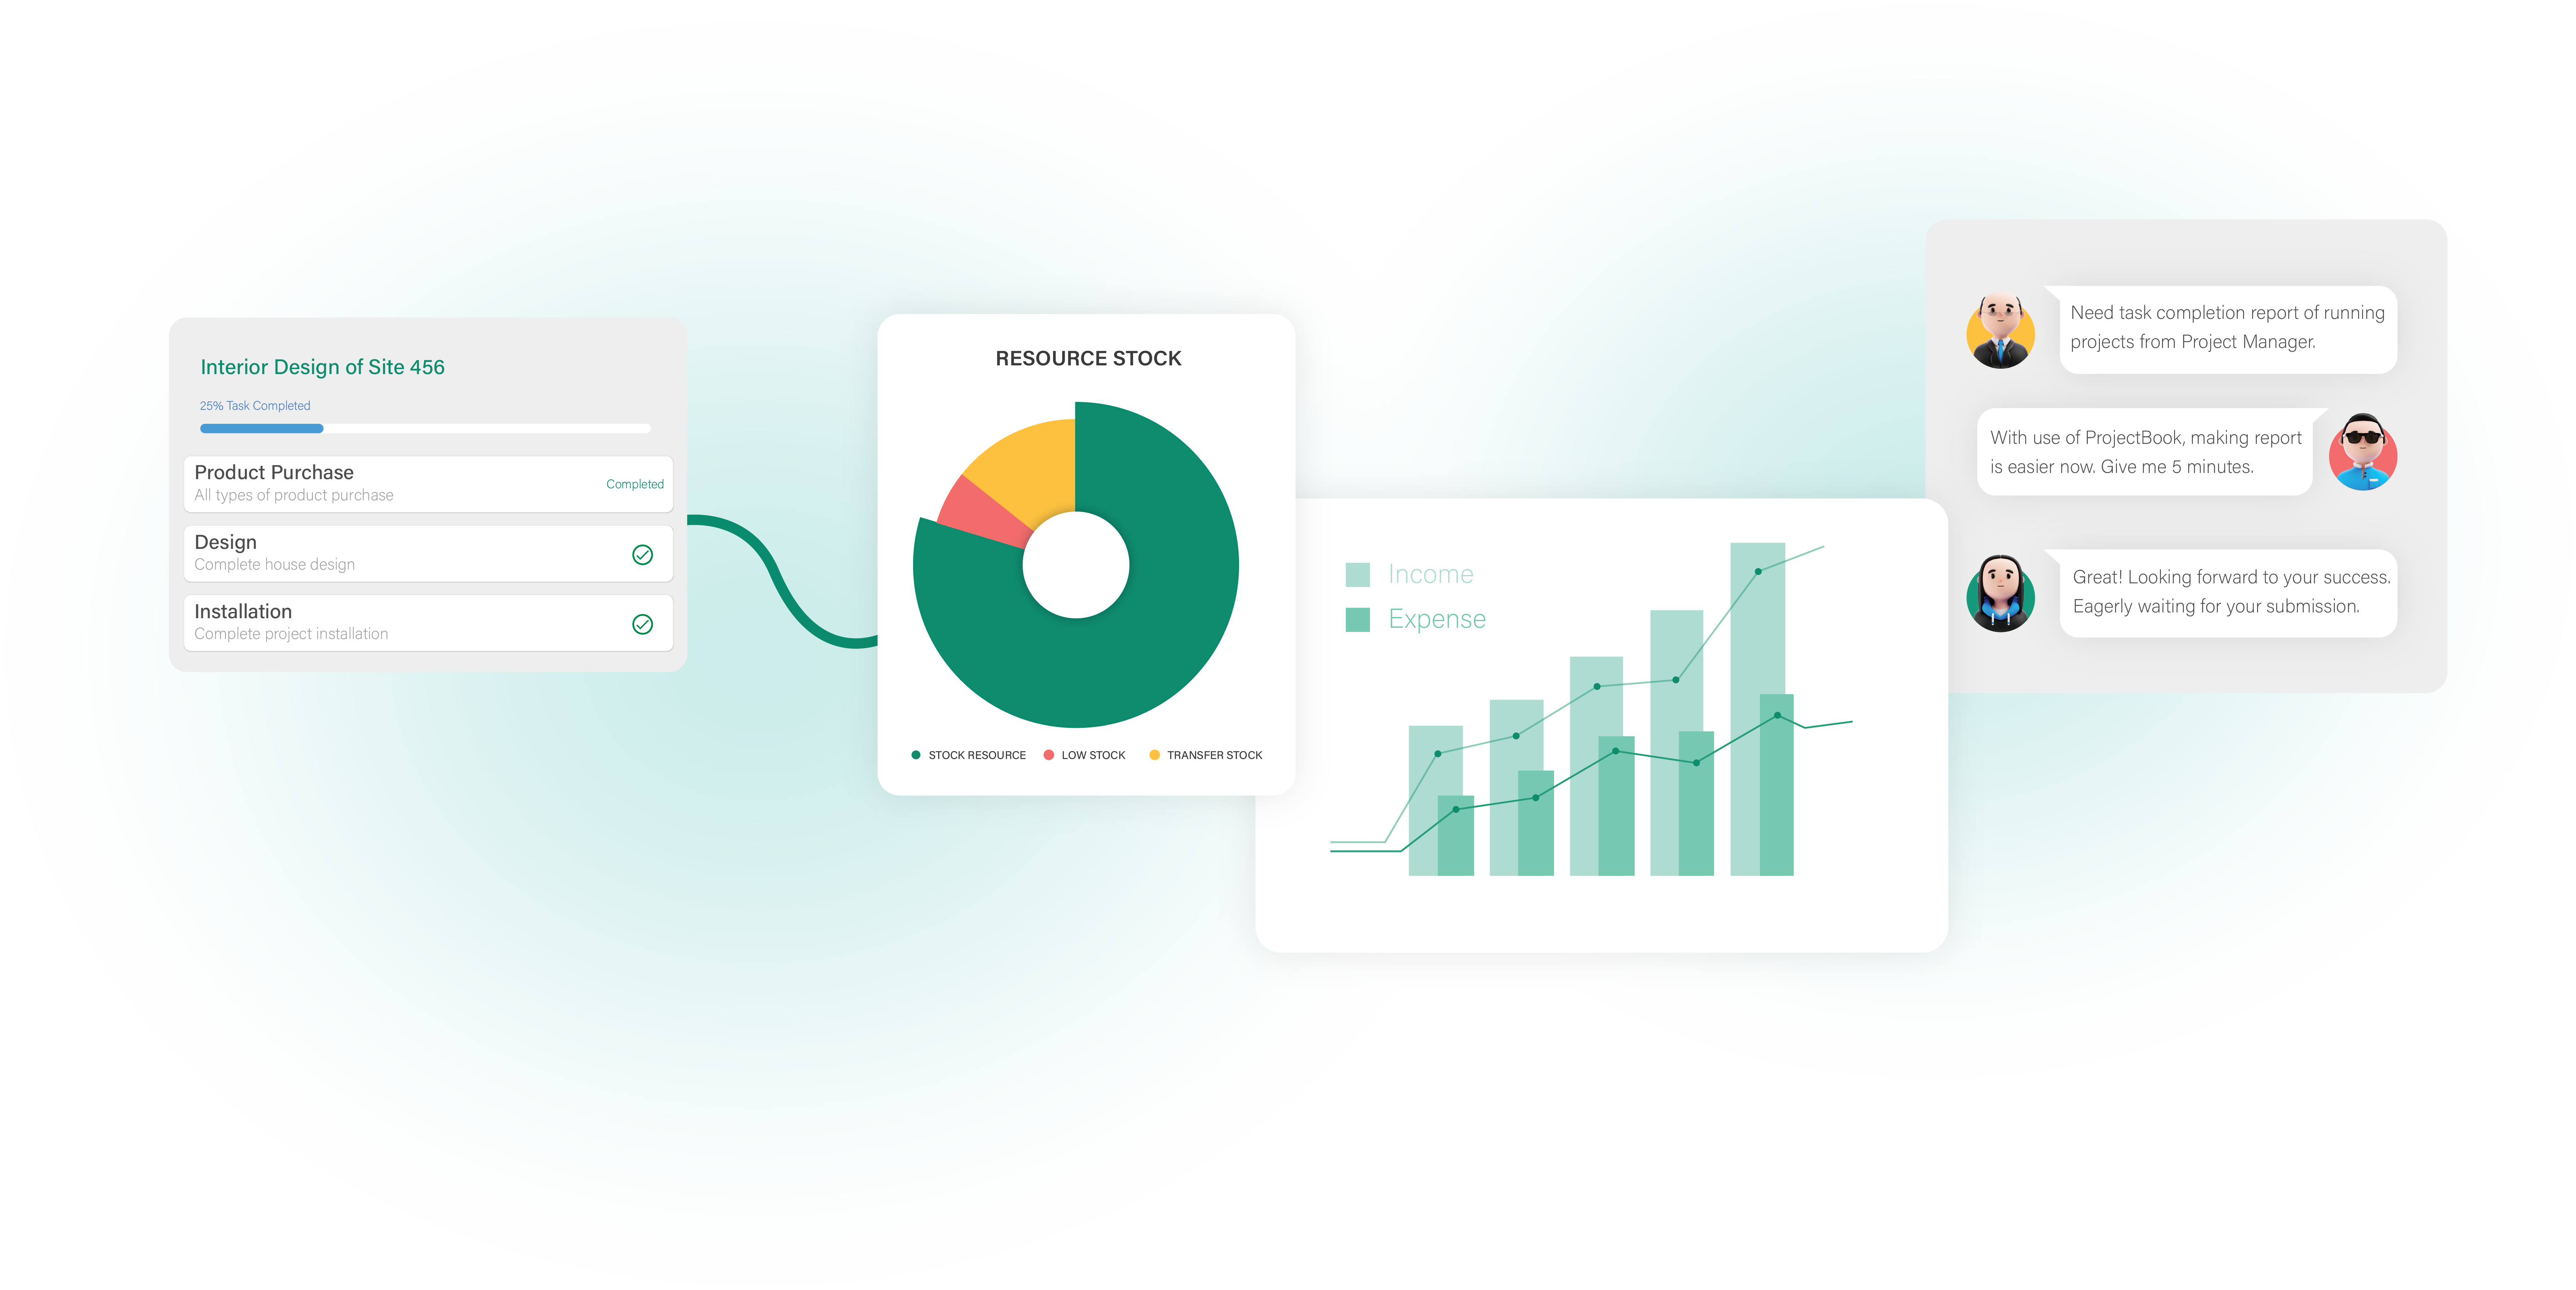 Interior Design of Site 456
25% Task Completed
Product Purchase
All types of product purchase
Completed
Design
Complete house design
Installation
Complete project installation
RESOURCE STOCK
STOCK RESOURCE
LOW STOCK
TRANSFER STOCK
Income
Expense
Need task completion report of running
projects from Project Manager.
With use of ProjectBook, making report
is easier now. Give me 5 minutes.
Great! Looking forward to your success.
Eagerly waiting for your submission.